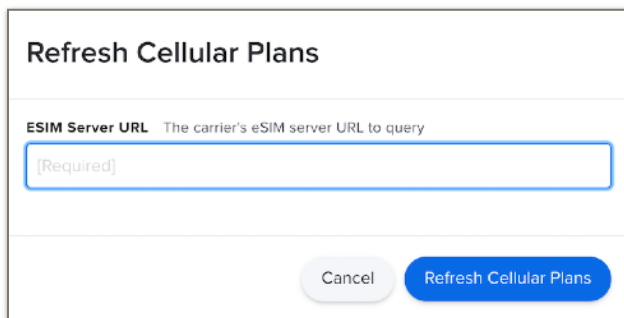 Refresh Cellular Plans
ESIM Server URL The carrier's eSIM server URL to query
[Required]
Cancel Refresh Cellular Plans